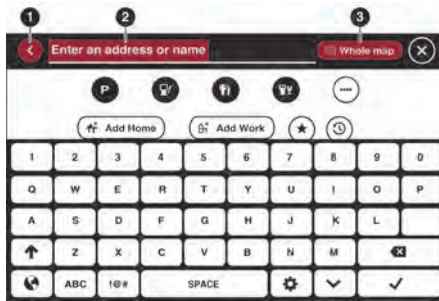 1 2 3
Enter an address or name Whole map
P
Add Home Add Work
1 2 3 4 5 6 7 8 9 0
Q W E R T Y U I O P
A S D F G H J K L
Z X C V B N M
ABC !@# SPACE